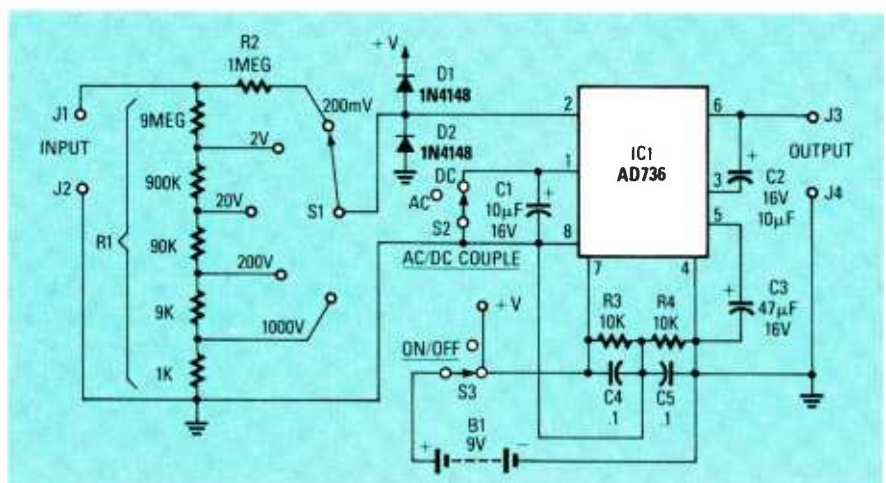 R2
1MEG
+V
D1
1N4148
J1
9MEG
200mV
2
6
J3
INPUT
2V
D2
1N4148
IC1
AD736
OUTPUT
J2
900K
DC
1
3
C2
16V
10µF
J4
20V
S1
AC
C1
10µF
16V
5
R1
90K
S2
8
AC/DC COUPLE
200V
7
4
9K
+V
R3
10K
R4
10K
C3
47µF
16V
1000V
ON/OFF
1K
S3
C4
.1
C5
.1
B1
9V
+
−
+
+
+